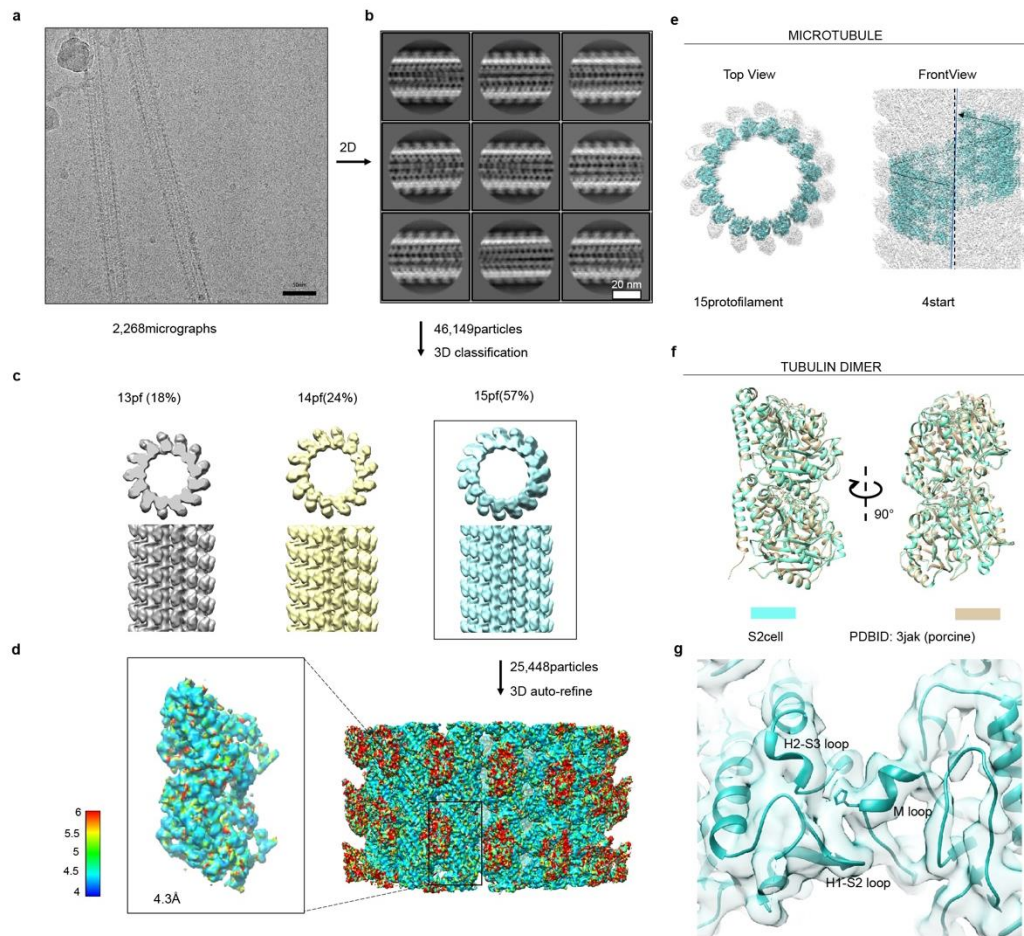 a
2D
2,268micrographs
b
20 nm
46,149particles
3D classification
c
13pf (18%)
14pf(24%)
15pf(57%)
25,448particles
3D auto-refine
d
6
5.5
5
4.5
4
4.3Å
e
MICROTUBULE
Top View
FrontView
15protofilament
4start
f
TUBULIN DIMER
90°
S2cell
PDBID: 3jak (porcine)
g
H2-S3 loop
M loop
H1-S2 loop